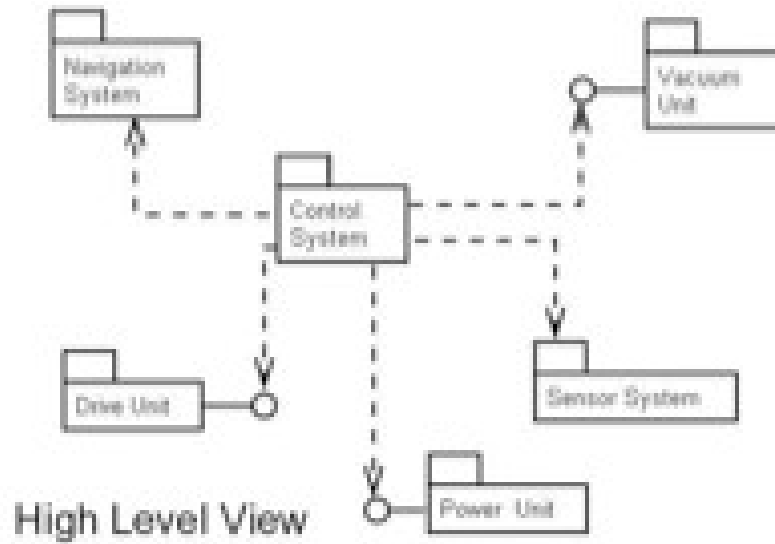 Navigation
System
Vacuum
Unit
Control
System
Drive Unit
Sensor System
Power Unit
High Level View